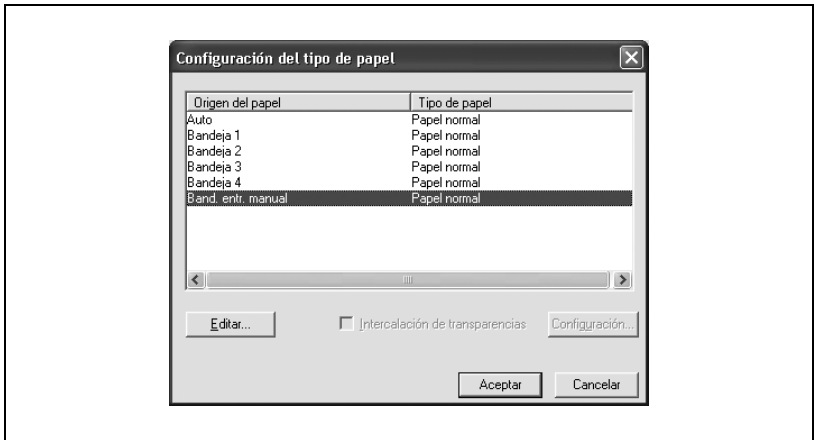 Configuración del tipo de papel
Origen del papel Tipo de papel
Auto Papel normal
Bandeja 1 Papel normal
Bandeja 2 Papel normal
Bandeja 3 Papel normal
Bandeja 4 Papel normal
Band. entr. manual Papel normal
Editar... Intercalación de transparencias Configuración...
Aceptar Cancelar